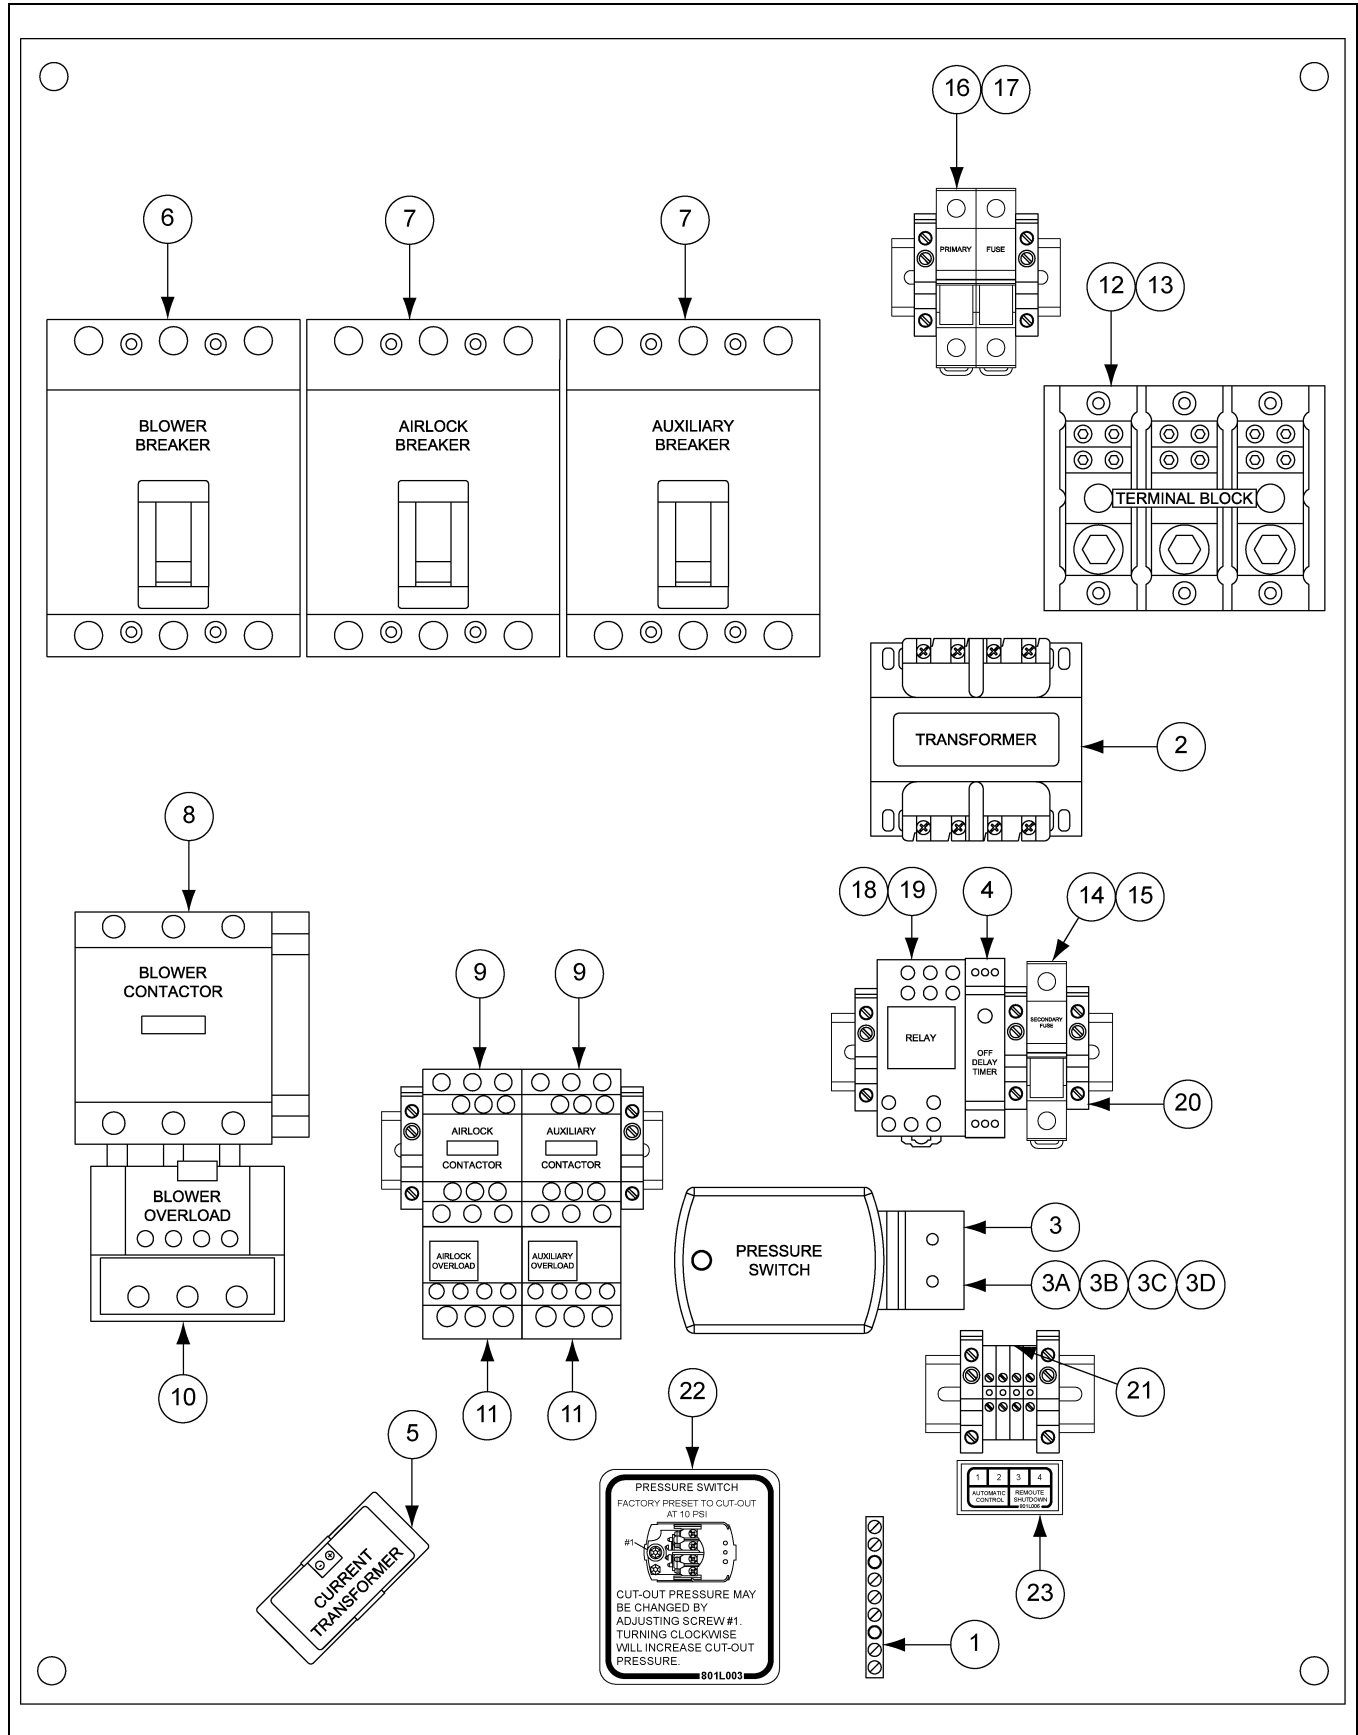 16 17
6
7
7
12 13
PRIMARY FUSE
BLOWER
BREAKER
AIRLOCK
BREAKER
AUXILIARY
BREAKER
TERMINAL BLOCK
TRANSFORMER
2
8
18 19
4
14 15
BLOWER
CONTACTOR
9
9
RELAY
OFF
DELAY
TIMER
SECONDARY
FUSE
20
AIRLOCK
CONTACTOR
AUXILIARY
CONTACTOR
BLOWER
OVERLOAD
AIRLOCK
OVERLOAD
AUXILIARY
OVERLOAD
PRESSURE
SWITCH
3
3A 3B 3C 3D
10
11
11
22
21
5
CURRENT
TRANSFORMER
PRESSURE SWITCH
FACTORY PRESET TO CUT-OUT
AT 10 PSI
#1
CUT-OUT PRESSURE MAY
BE CHANGED BY
ADJUSTING SCREW #1.
TURNING CLOCKWISE
WILL INCREASE CUT-OUT
PRESSURE.
801L003
1 2 3 4
AUTOMATIC
CONTROL
REMOUTE
SHUTDOWN
801L006
23
1